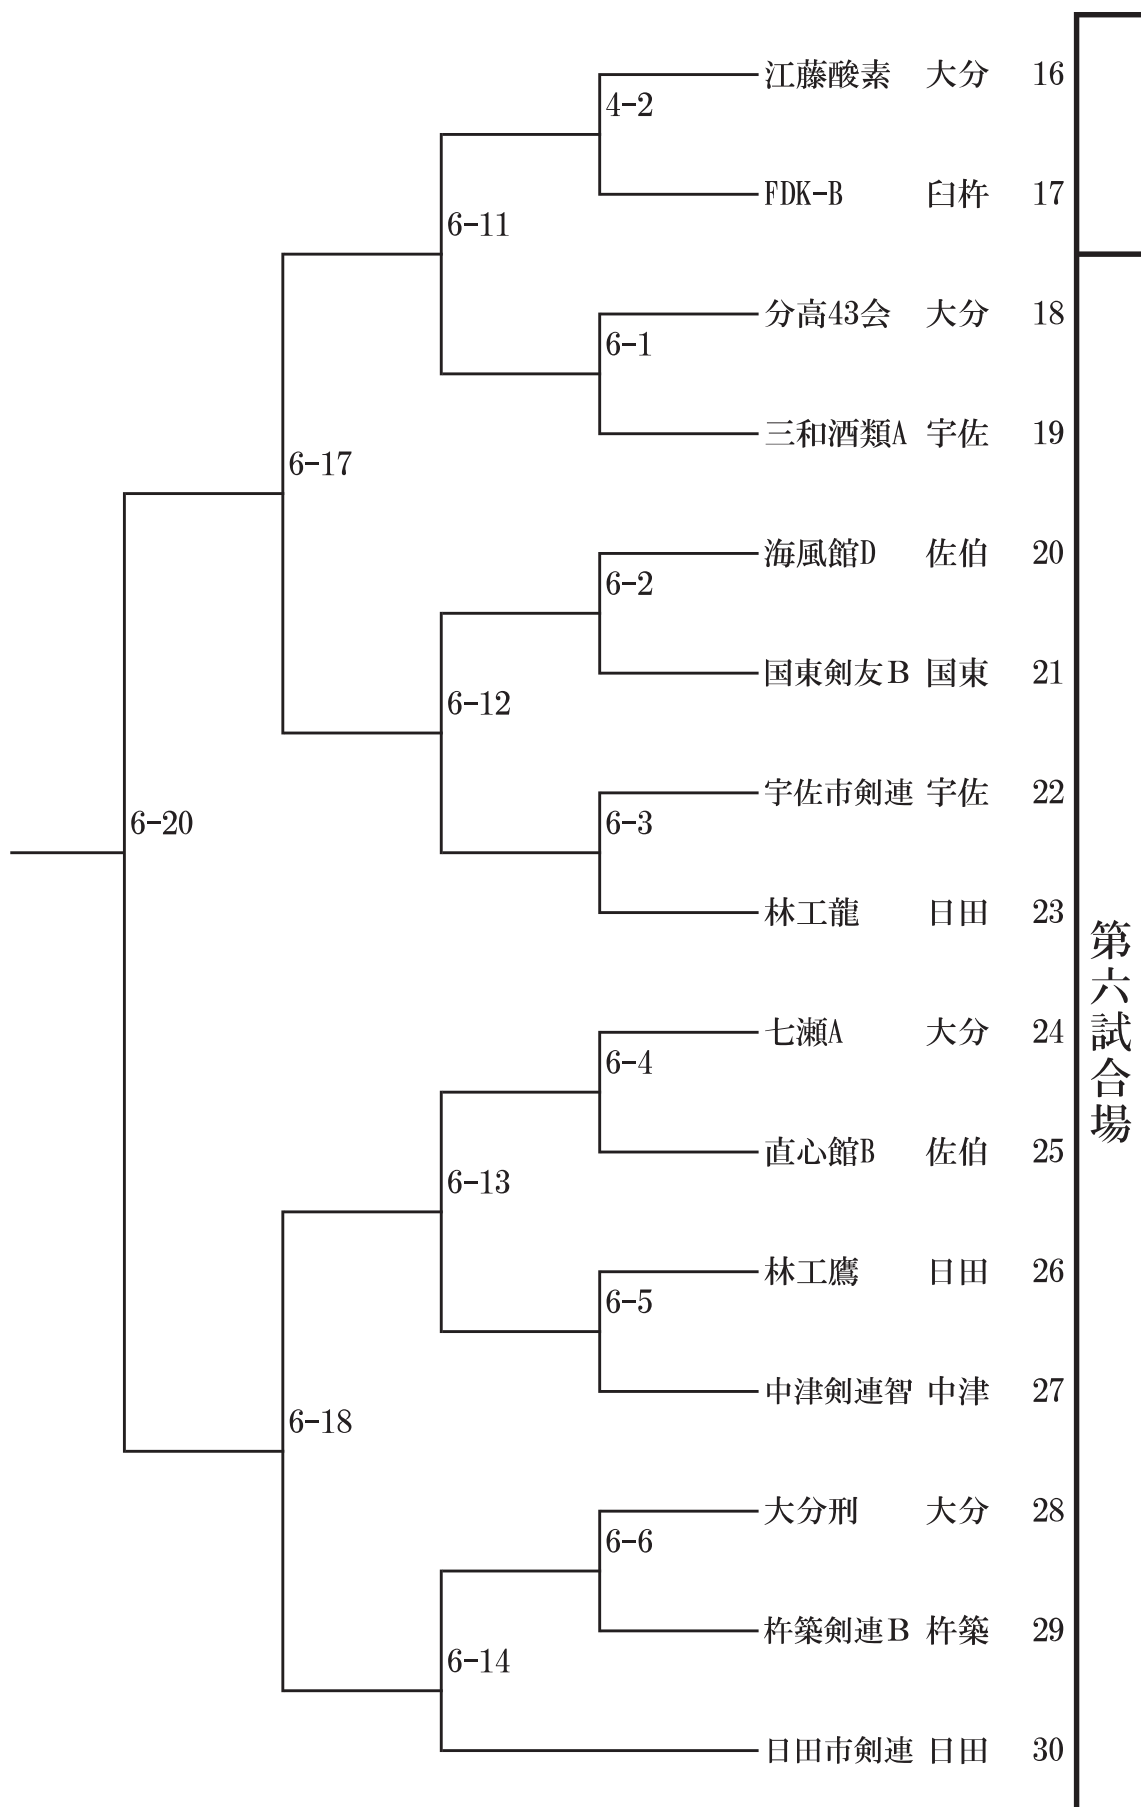 江藤酸素 大分 16
4-2
FDK-B 臼杵 17
6-11
分高43会 大分 18
6-1
三和酒類A 宇佐 19
6-17
海風館D 佐伯 20
6-2
国東剣友B 国東 21
6-12
宇佐市剣連 宇佐 22
6-3
6-20
林工龍 日田 23
七瀬A 大分 24
6-4
直心館B 佐伯 25
6-13
林工鷹 日田 26
6-5
中津剣連智 中津 27
6-18
大分刑 大分 28
6-6
杵築剣連B 杵築 29
6-14
日田市剣連 日田 30
第六試合場